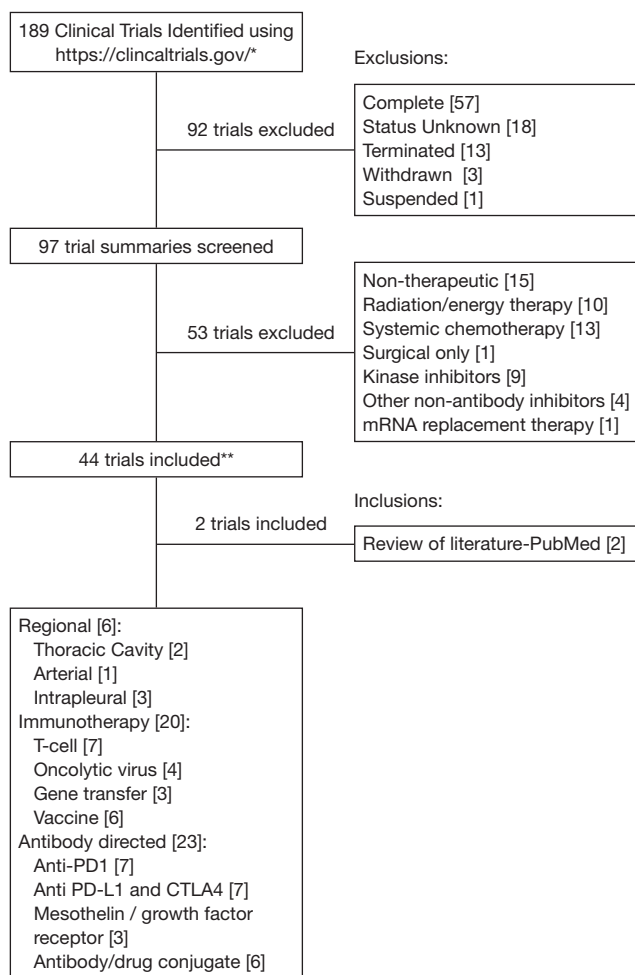 189 Clinical Trials Identified using
https://clincaltrials.gov/*
Exclusions:
92 trials excluded
Complete [57]
Status Unknown [18]
Terminated [13]
Withdrawn [3]
Suspended [1]
97 trial summaries screened
53 trials excluded
Non-therapeutic [15]
Radiation/energy therapy [10]
Systemic chemotherapy [13]
Surgical only [1]
Kinase inhibitors [9]
Other non-antibody inhibitors [4]
mRNA replacement therapy [1]
44 trials included**
Inclusions:
2 trials included
Review of literature-PubMed [2]
Regional [6]:
Thoracic Cavity [2]
Arterial [1]
Intrapleural [3]
Immunotherapy [20]:
T-cell [7]
Oncolytic virus [4]
Gene transfer [3]
Vaccine [6]
Antibody directed [23]:
Anti-PD1 [7]
Anti PD-L1 and CTLA4 [7]
Mesothelin / growth factor
receptor [3]
Antibody/drug conjugate [6]